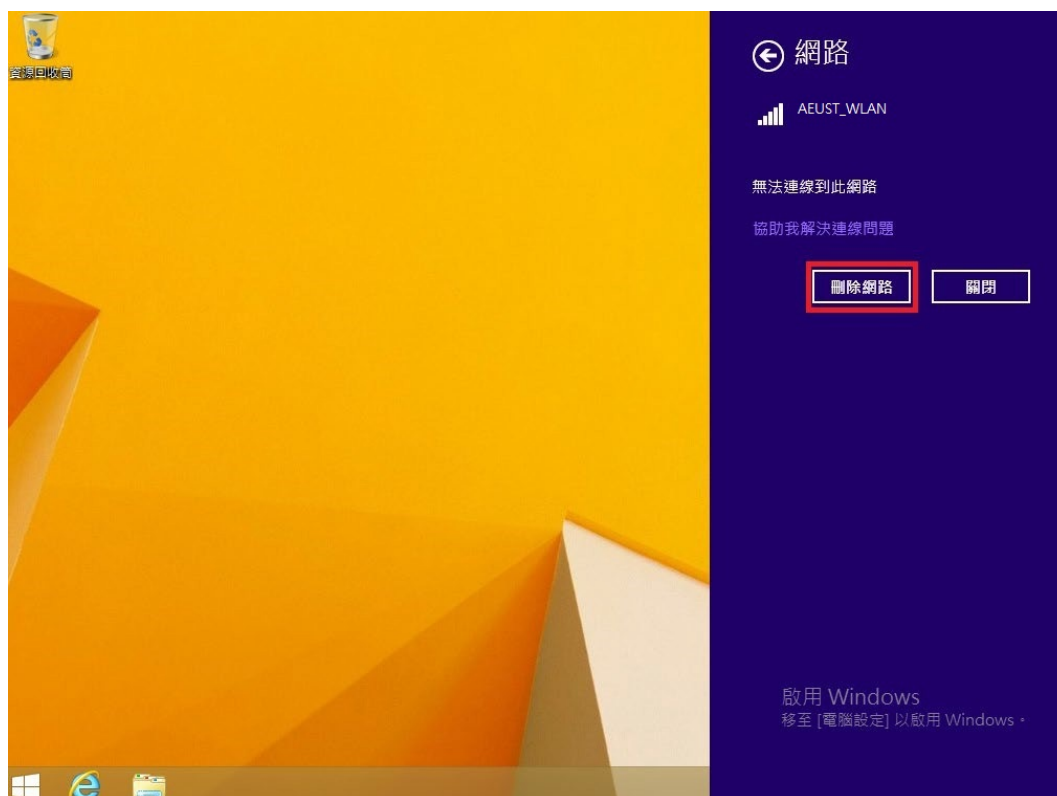 資源回收筒
網路
AEUST_WLAN
無法連線到此網路
協助我解決連線問題
刪除網路
關閉
啟用 Windows
移至 [電腦設定] 以啟用 Windows。